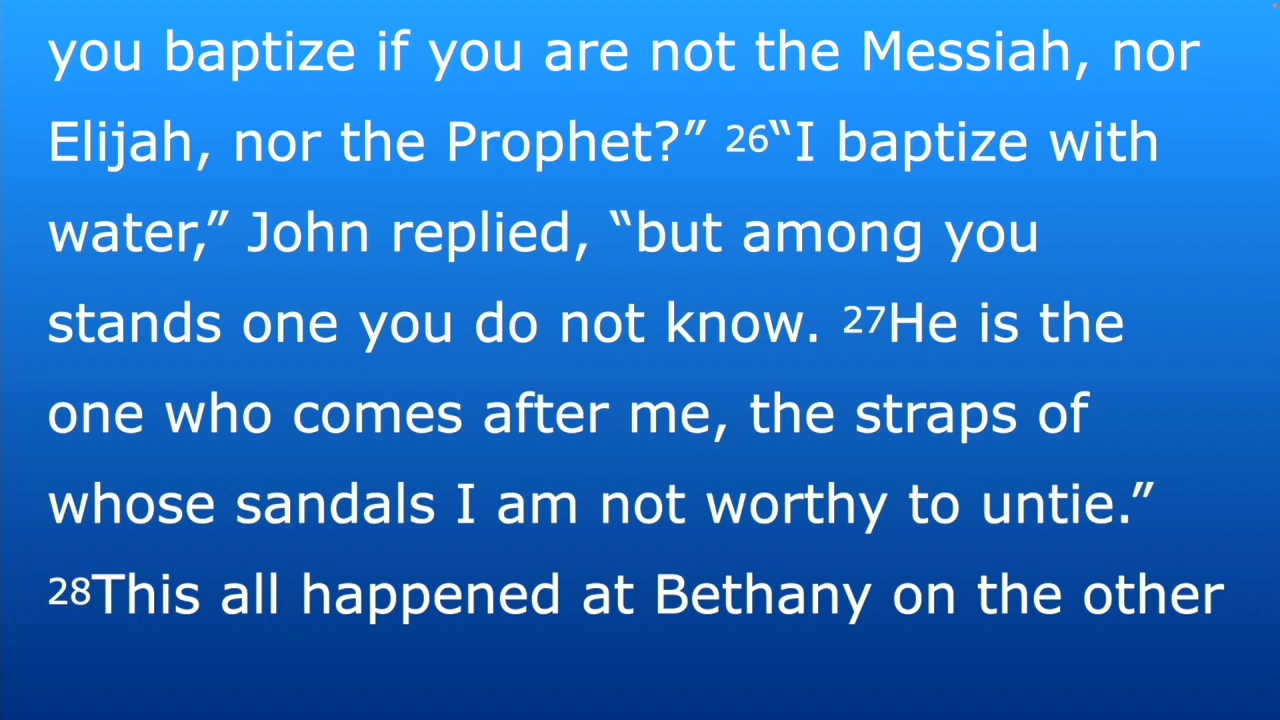 you baptize if you are not the Messiah, nor
Elijah, nor the Prophet?” 26“I baptize with
water,” John replied, “but among you
stands one you do not know. 27He is the
one who comes after me, the straps of
whose sandals I am not worthy to untie.”
28This all happened at Bethany on the other